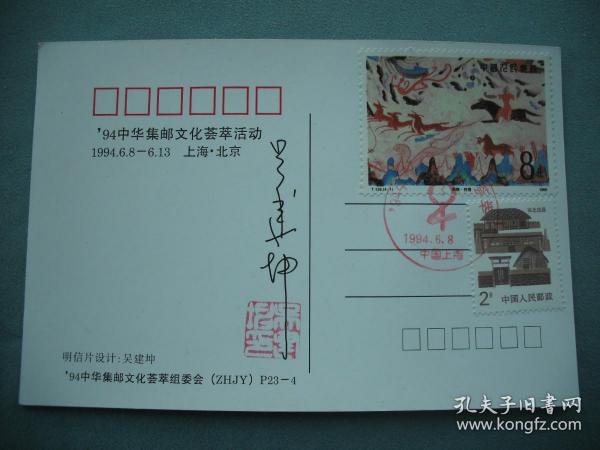 中国人民邮政
8分
'94中华集邮文化荟萃活动
1994.6.8-6.13 上海·北京
吴建坤
1994.6.8
中国上海
2分
中国人民邮政
明信片设计:吴建坤
'94中华集邮文化荟萃组委会(ZHJY) P23-4
孔夫子旧书网
www.kongfz.com